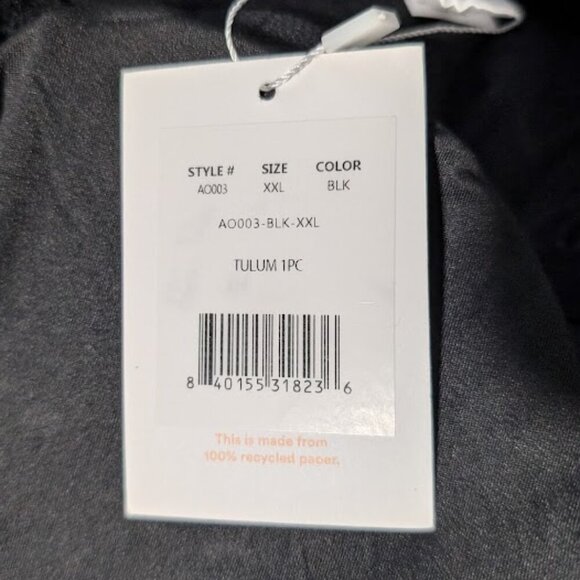 STYLE # SIZE COLOR
AO003 XXL BLK
AO003-BLK-XXL
TULUM 1PC
8 40155 31823 6
This is made from
100% recycled paper.